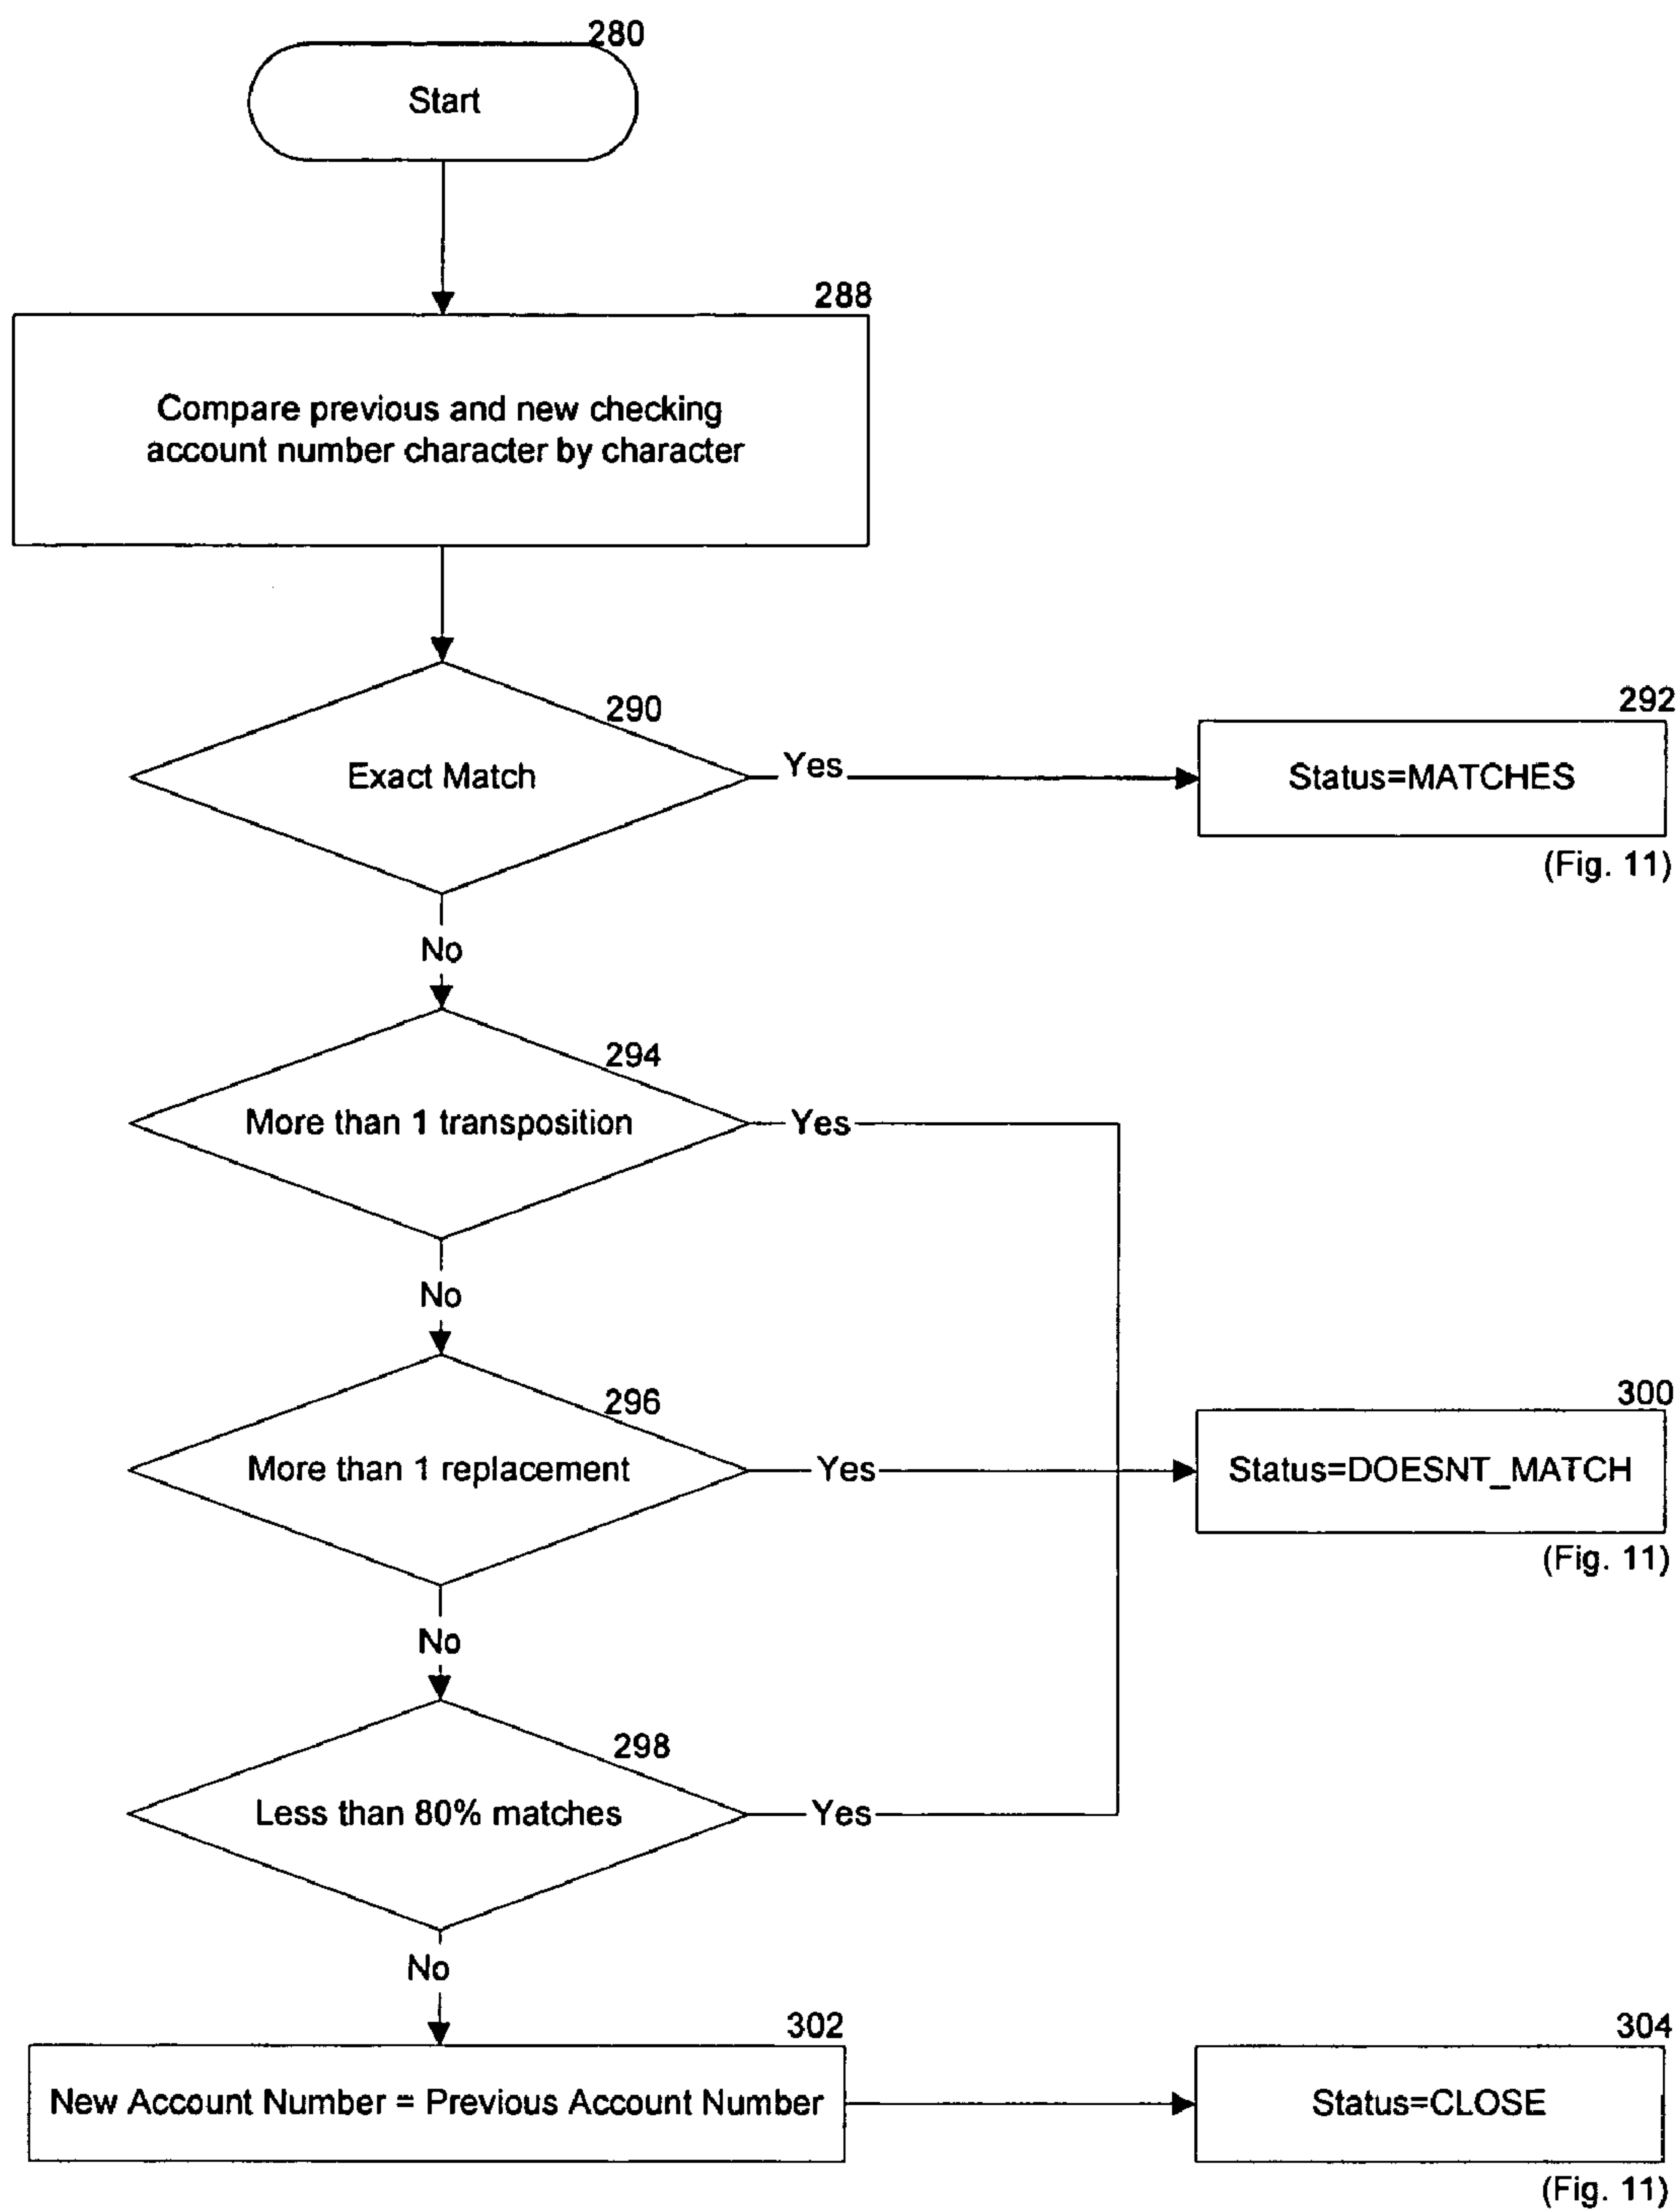 280
Start
288
Compare previous and new checking
account number character by character
290
Exact Match
Yes
292
Status=MATCHES
(Fig. 11)
No
294
More than 1 transposition
Yes
No
296
More than 1 replacement
Yes
300
Status=DOESNT_MATCH
(Fig. 11)
No
298
Less than 80% matches
Yes
No
302
New Account Number = Previous Account Number
304
Status=CLOSE
(Fig. 11)